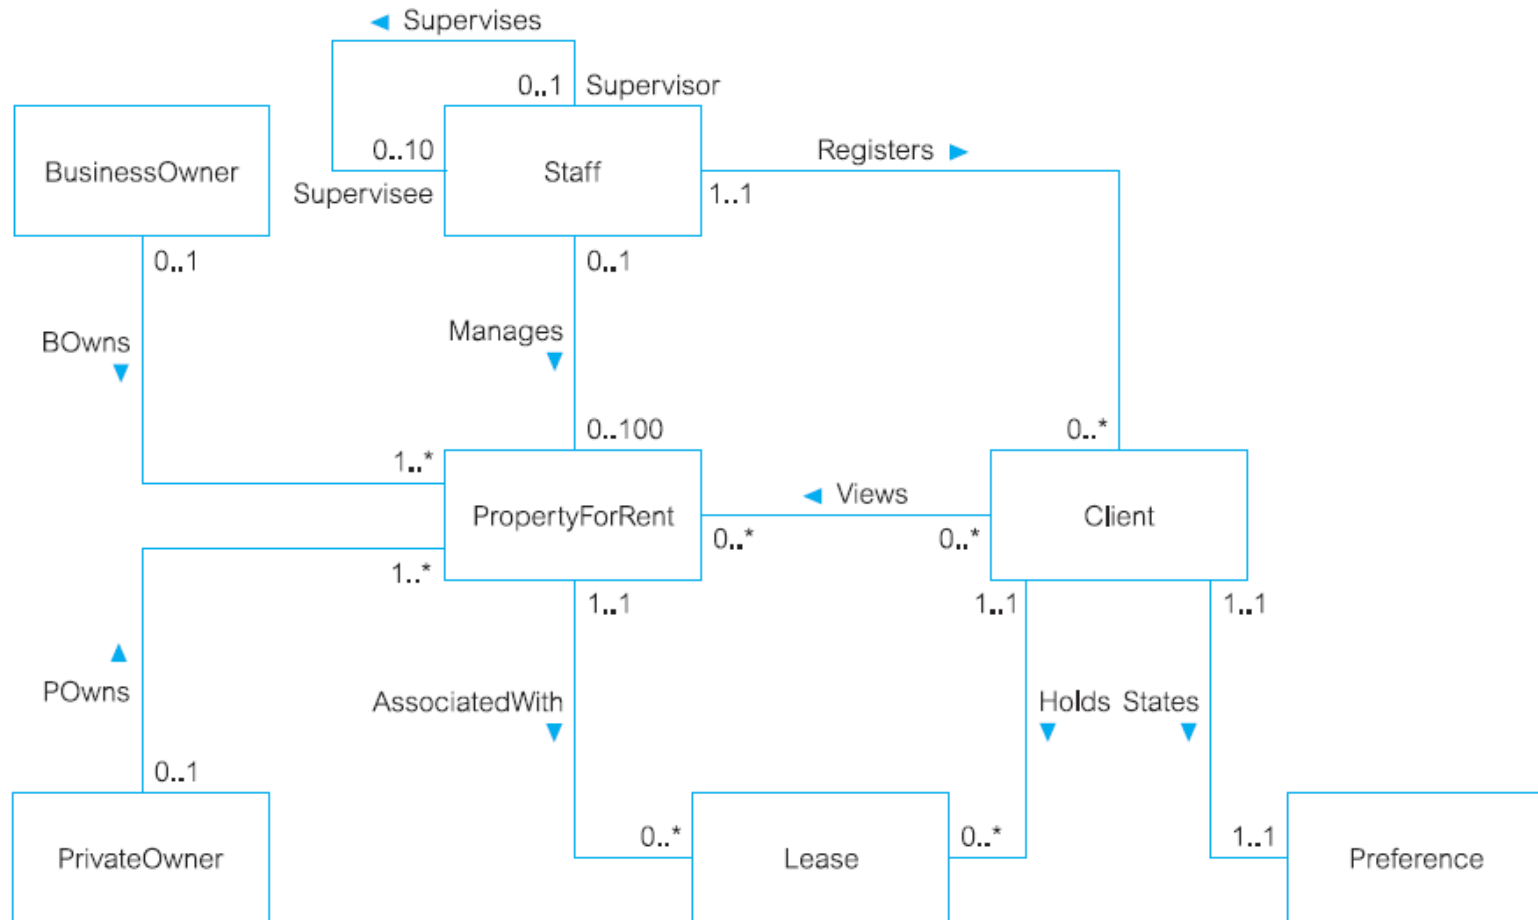 Supervises
0..1 Supervisor
0..10
Supervisee
BusinessOwner
Staff
Registers
1..1
0..1
0..1
BOwns
Manages
0..100
0..*
1..*
PropertyForRent
Views
Client
0..*
0..*
1..*
1..1
1..1
1..1
POwns
AssociatedWith
Holds States
0..1
0..*
0..*
1..1
PrivateOwner
Lease
Preference